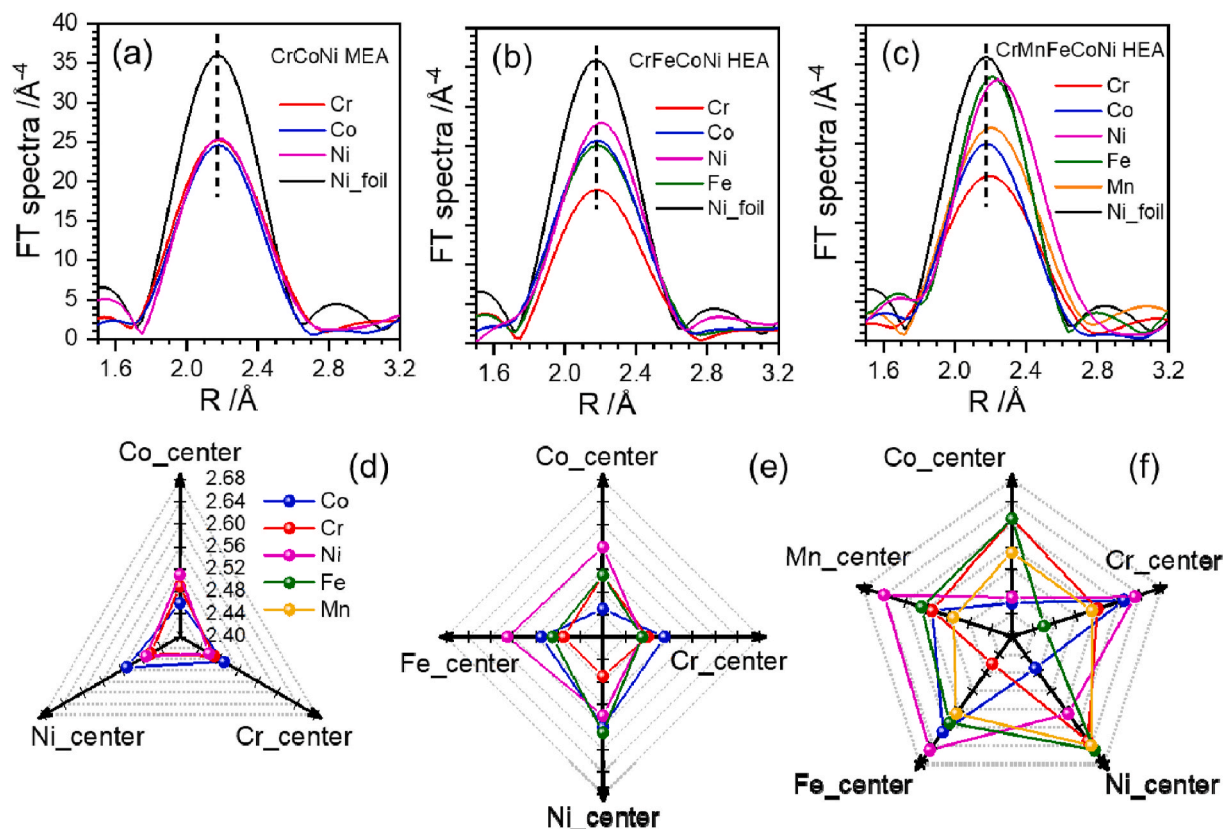 (a)
CrCoNi MEA
Cr
Co
Ni
Ni_foil
FT spectra /Å-4
40
35
30
25
20
15
10
5
0
1.6 2.0 2.4 2.8 3.2
R /Å
(b)
CrFeCoNi HEA
Cr
Co
Ni
Fe
Ni_foil
FT spectra /Å-4
1.6 2.0 2.4 2.8 3.2
R /Å
(c)
CrMnFeCoNi HEA
Cr
Co
Ni
Fe
Mn
Ni_foil
FT spectra /Å-4
1.6 2.0 2.4 2.8 3.2
R /Å
(d)
Co_center
2.68
2.64
2.60
2.56
2.52
2.48
2.44
2.40
Co
Cr
Ni
Fe
Mn
Ni_center
Cr_center
(e)
Co_center
Fe_center
Cr_center
Ni_center
(f)
Co_center
Mn_center
Cr_center
Fe_center
Ni_center